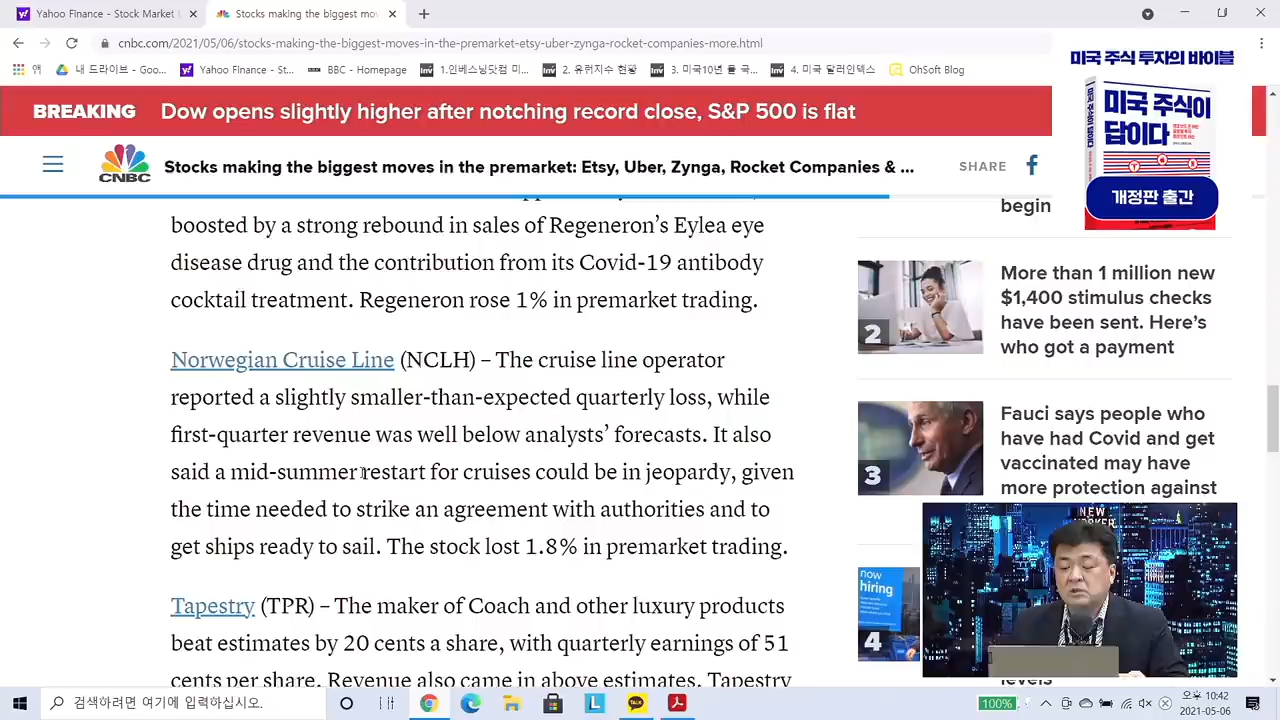 Yahoo Finance - Stock Market
Stocks making the biggest mov
cnbc.com/2021/05/06/stocks-making-the-biggest-moves-in-the-premarket-etsy-uber-zynga-rocket-companies-more.html
앱
내 드라이브 - Goo...
Yahoo Finance - St...
BBC - Homepage
1.인베스팅닷컴 미...
3. 미국10년 물 국...
4. 미국 달러인덱스
OhSoft Blog
미국 주식 투자의 바이블
미국 주식이
답이다
개정판 출간
BREAKING
Dow opens slightly higher after notching record close, S&P 500 is flat
CNBC
Stocks making the biggest moves in the premarket: Etsy, Uber, Zynga, Rocket Companies & ...
SHARE
boosted by a strong rebound in sales of Regeneron’s Eylea eye
disease drug and the contribution from its Covid-19 antibody
cocktail treatment. Regeneron rose 1% in premarket trading.
Norwegian Cruise Line (NCLH) – The cruise line operator
reported a slightly smaller-than-expected quarterly loss, while
first-quarter revenue was well below analysts’ forecasts. It also
said a mid-summer restart for cruises could be in jeopardy, given
the time needed to strike an agreement with authorities and to
get ships ready to sail. The stock lost 1.8% in premarket trading.
Tapestry (TPR) – The maker of Coach and other luxury products
beat estimates by 20 cents a share, with quarterly earnings of 51
cents per share. Revenue also came in above estimates. Tapestry
begin
2
More than 1 million new
$1,400 stimulus checks
have been sent. Here’s
who got a payment
3
Fauci says people who
have had Covid and get
vaccinated may have
more protection against
now
hiring
4
levels
NEW
YORKER
검색하려면 여기에 입력하십시오.
TALK
100%
오후 10:42
2021-05-06